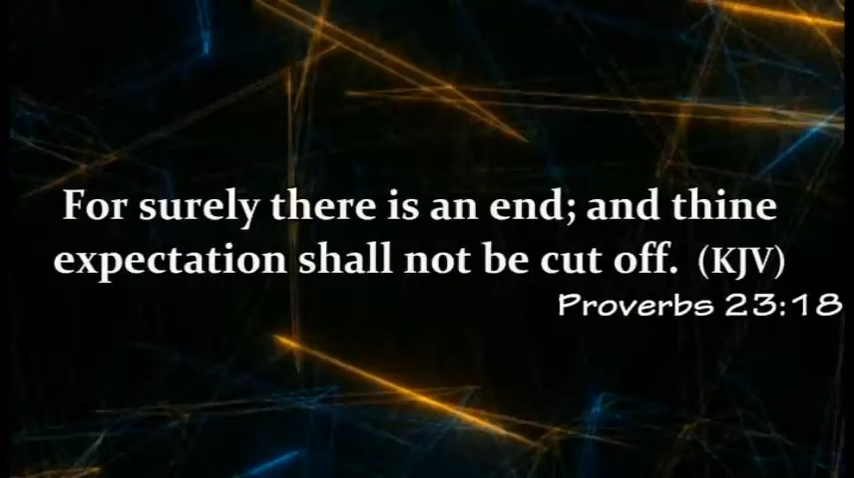 For surely there is an end; and thine
expectation shall not be cut off.  (KJV)
Proverbs 23:18